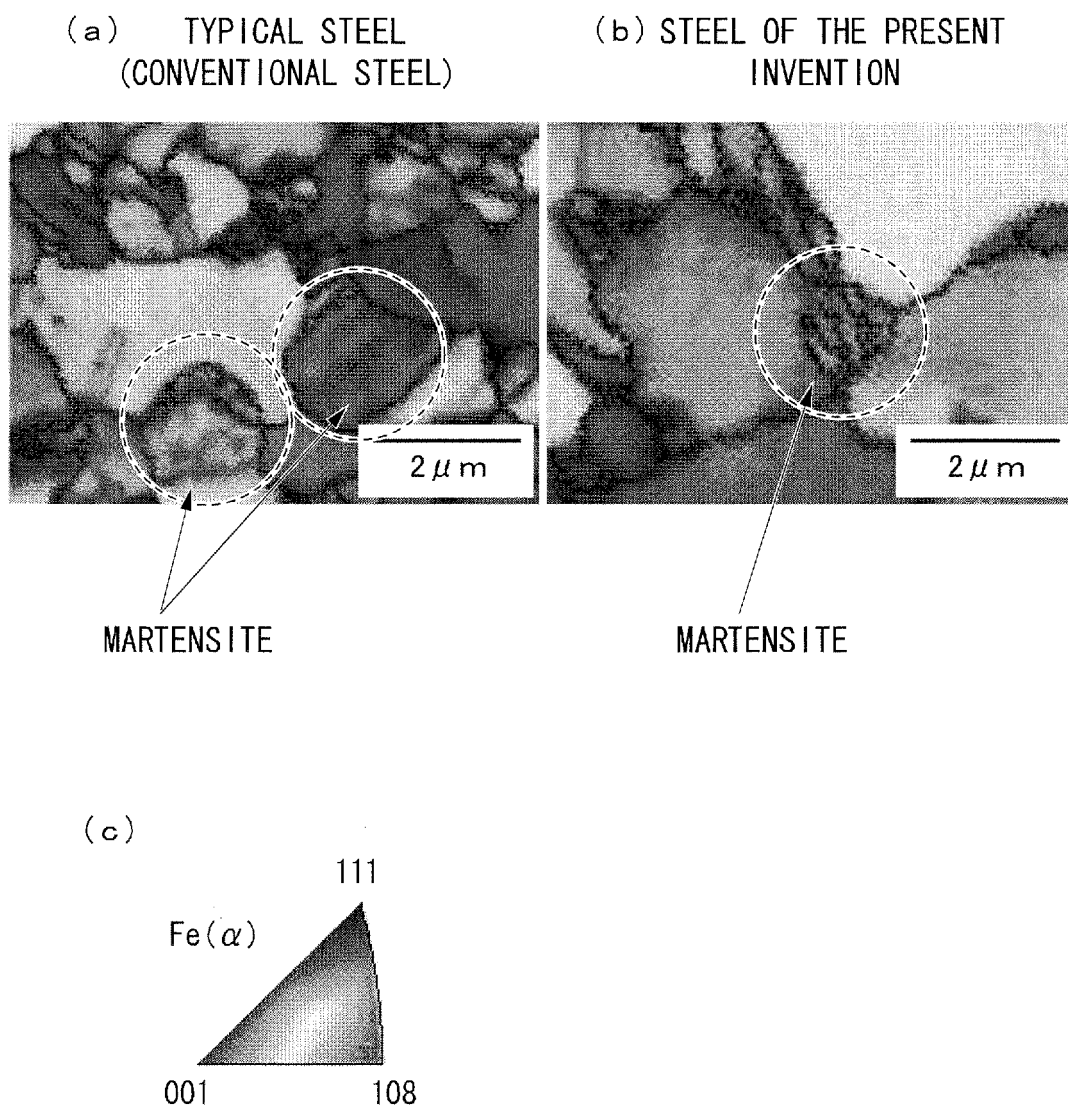 (a) TYPICAL STEEL
(CONVENTIONAL STEEL)
(b) STEEL OF THE PRESENT
INVENTION
2μm
2μm
MARTENSITE
MARTENSITE
(c)
111
Fe(α)
001
108